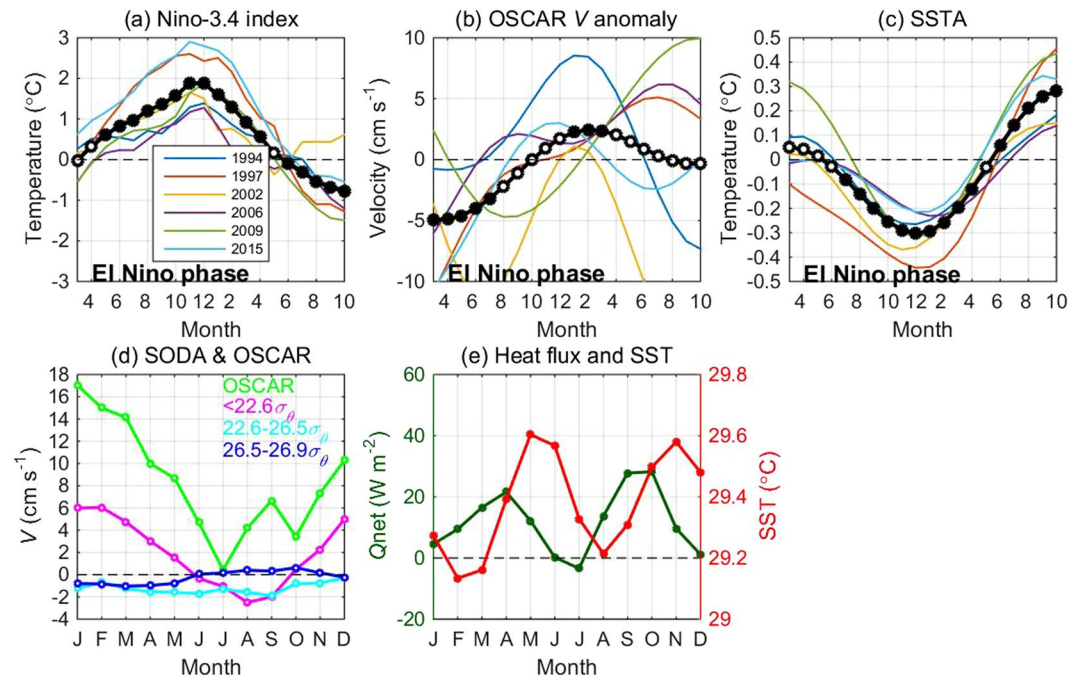 (a) Nino-3.4 index
Temperature (°C)
3
2
1
0
-1
-2
-3
1994
1997
2002
2006
2009
2015
El Nino phase
4 6 8 10 12 2 4 6 8 10
Month
(b) OSCAR V anomaly
Velocity (cm s-1)
10
5
0
-5
-10
El Nino phase
4 6 8 10 12 2 4 6 8 10
Month
(c) SSTA
Temperature (°C)
0.5
0.4
0.3
0.2
0.1
0
-0.1
-0.2
-0.3
-0.4
-0.5
El Nino phase
4 6 8 10 12 2 4 6 8 10
Month
(d) SODA & OSCAR
V (cm s-1)
18
16
14
12
10
8
6
4
2
0
-2
-4
OSCAR
<22.6σθ
22.6-26.5σθ
26.5-26.9σθ
J F M A M J J A S O N D
Month
(e) Heat flux and SST
Qnet (W m-2)
60
40
20
0
-20
29.8
29.6
29.4
29.2
29
SST (°C)
J F M A M J J A S O N D
Month